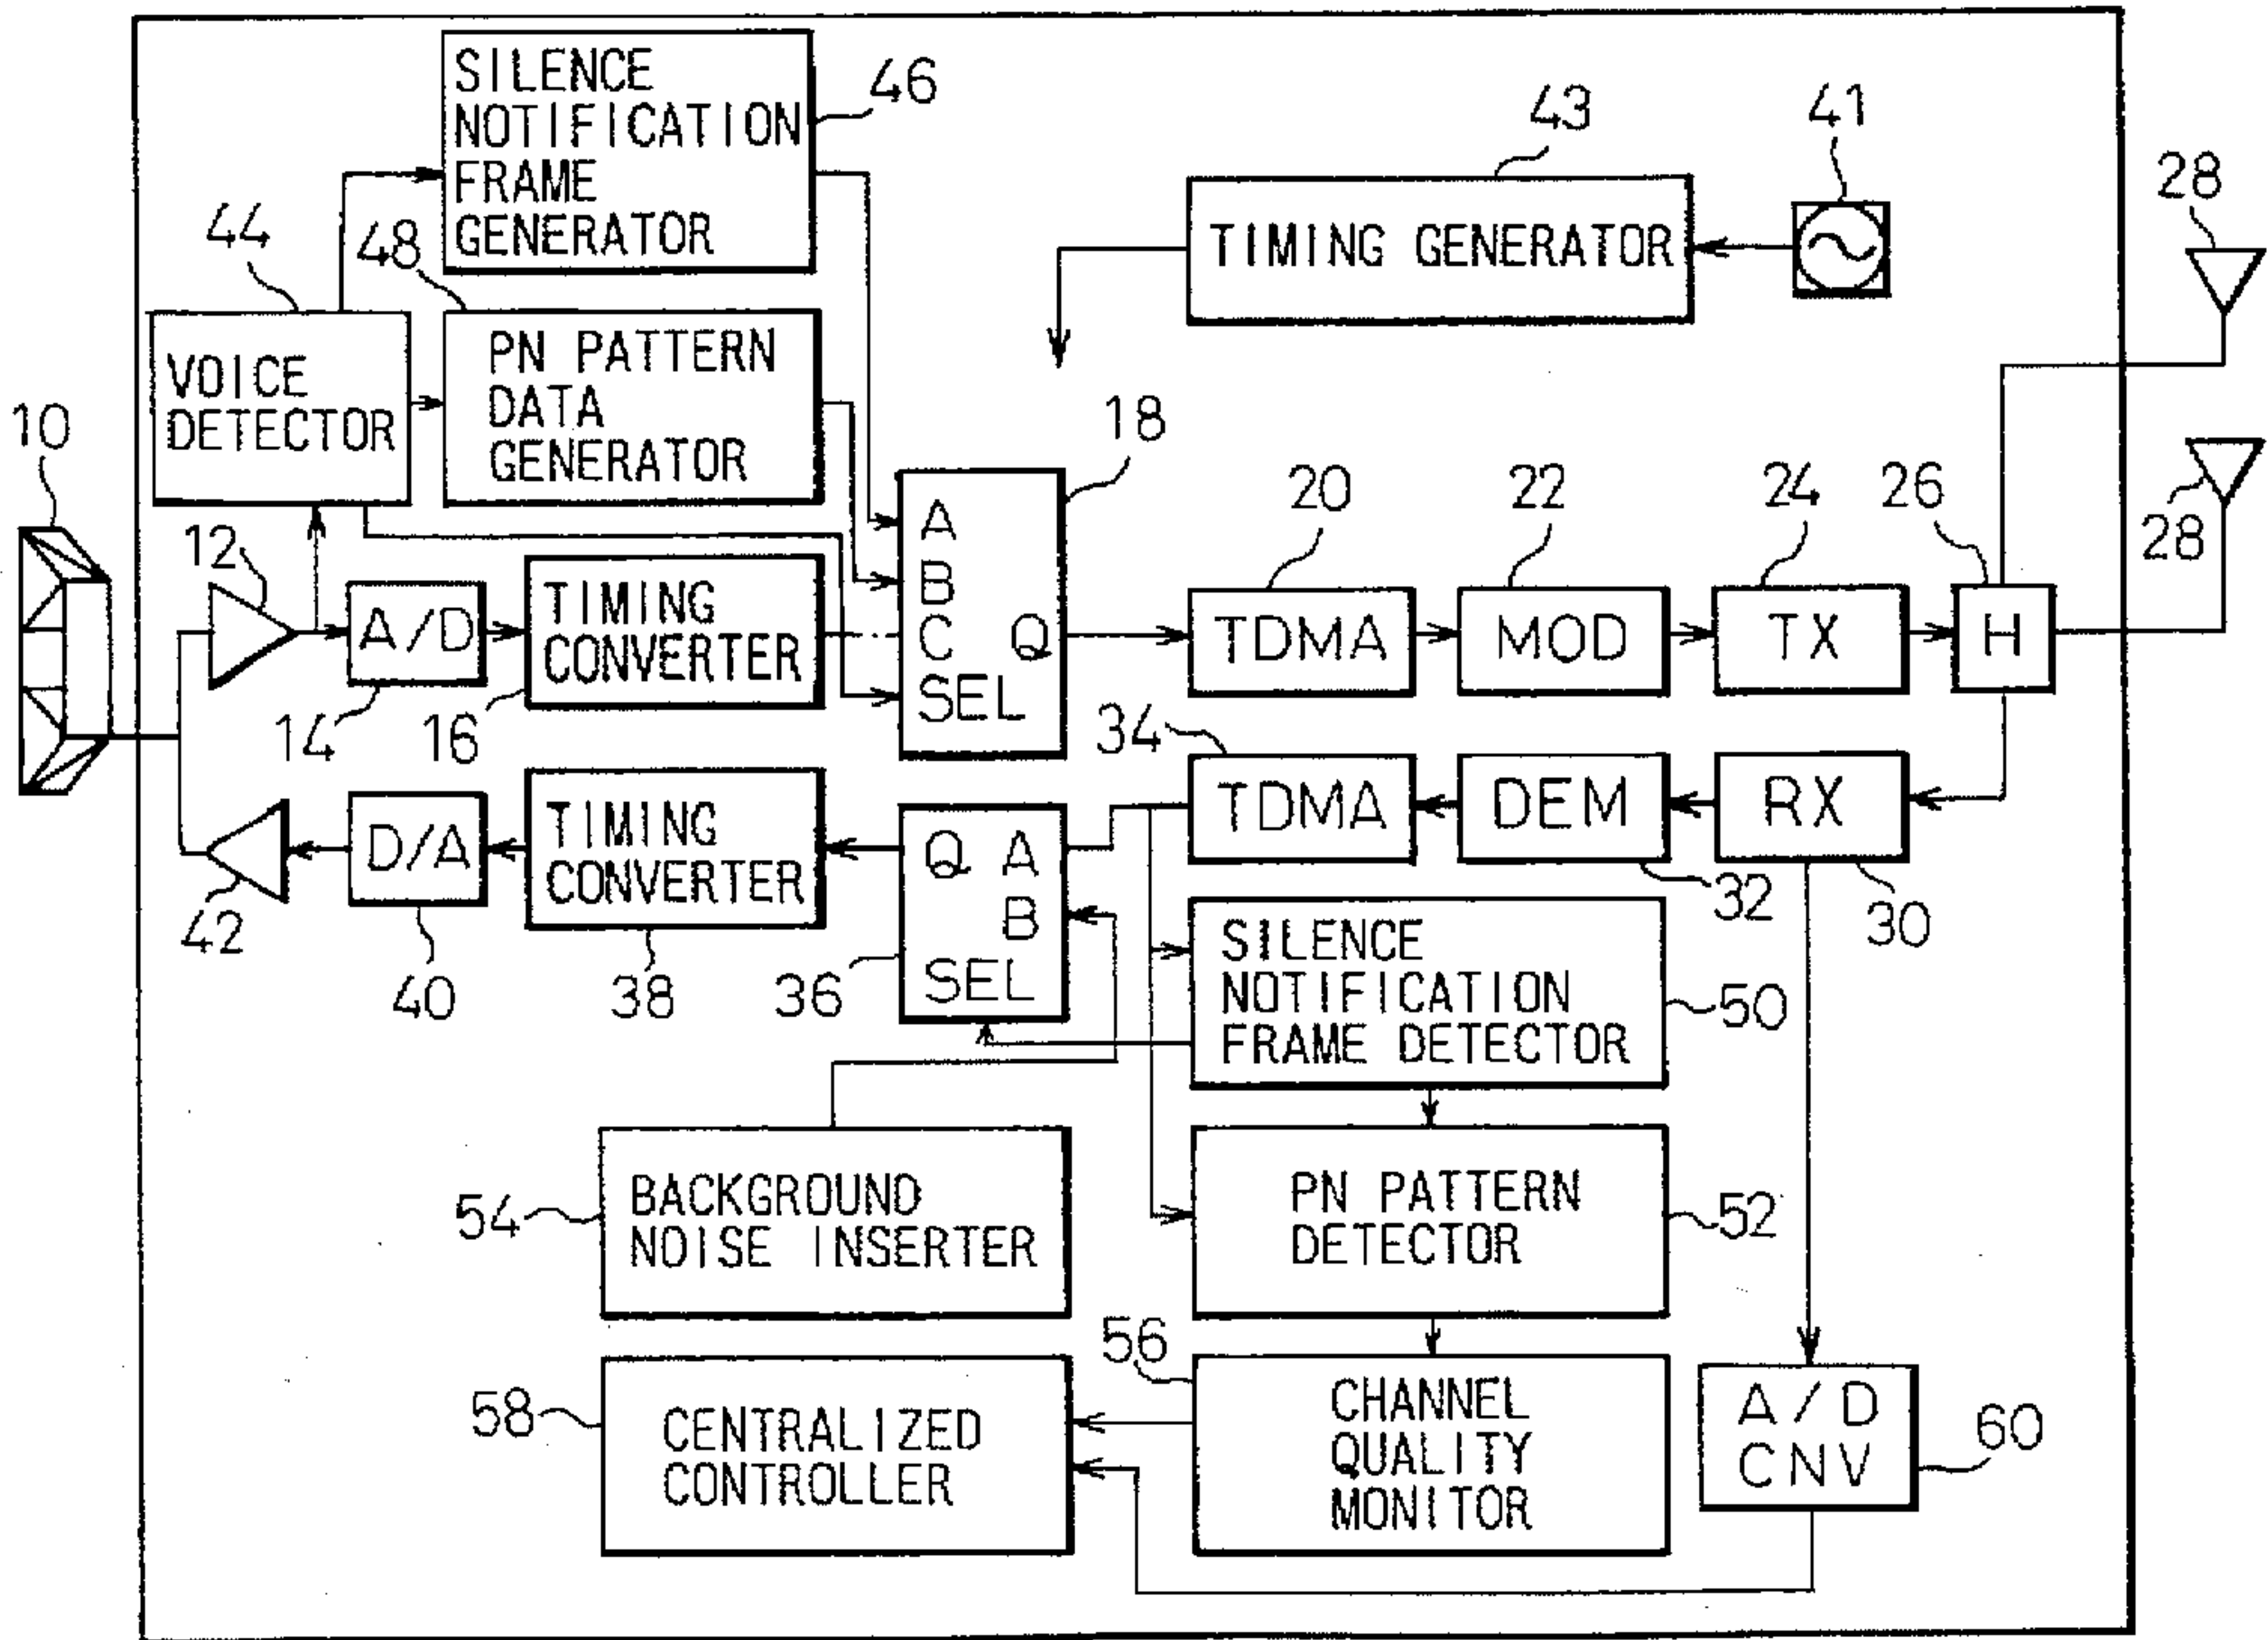 SILENCE
NOTIFICATION
FRAME
GENERATOR
46
43
41
28
44
48
TIMING GENERATOR
VOICE
DETECTOR
PN PATTERN
DATA
GENERATOR
10
18
28
12
20
22
24
26
A
B
C
Q
SEL
A/D
TIMING
CONVERTER
TDMA
MOD
TX
H
14
16
34
TIMING
CONVERTER
D/A
Q A
B
SEL
TDMA
DEM
RX
42
40
38
36
32
30
SILENCE
NOTIFICATION
FRAME DETECTOR
50
54
BACKGROUND
NOISE INSERTER
PN PATTERN
DETECTOR
52
56
58
CENTRALIZED
CONTROLLER
CHANNEL
QUALITY
MONITOR
A/D
CNV
60